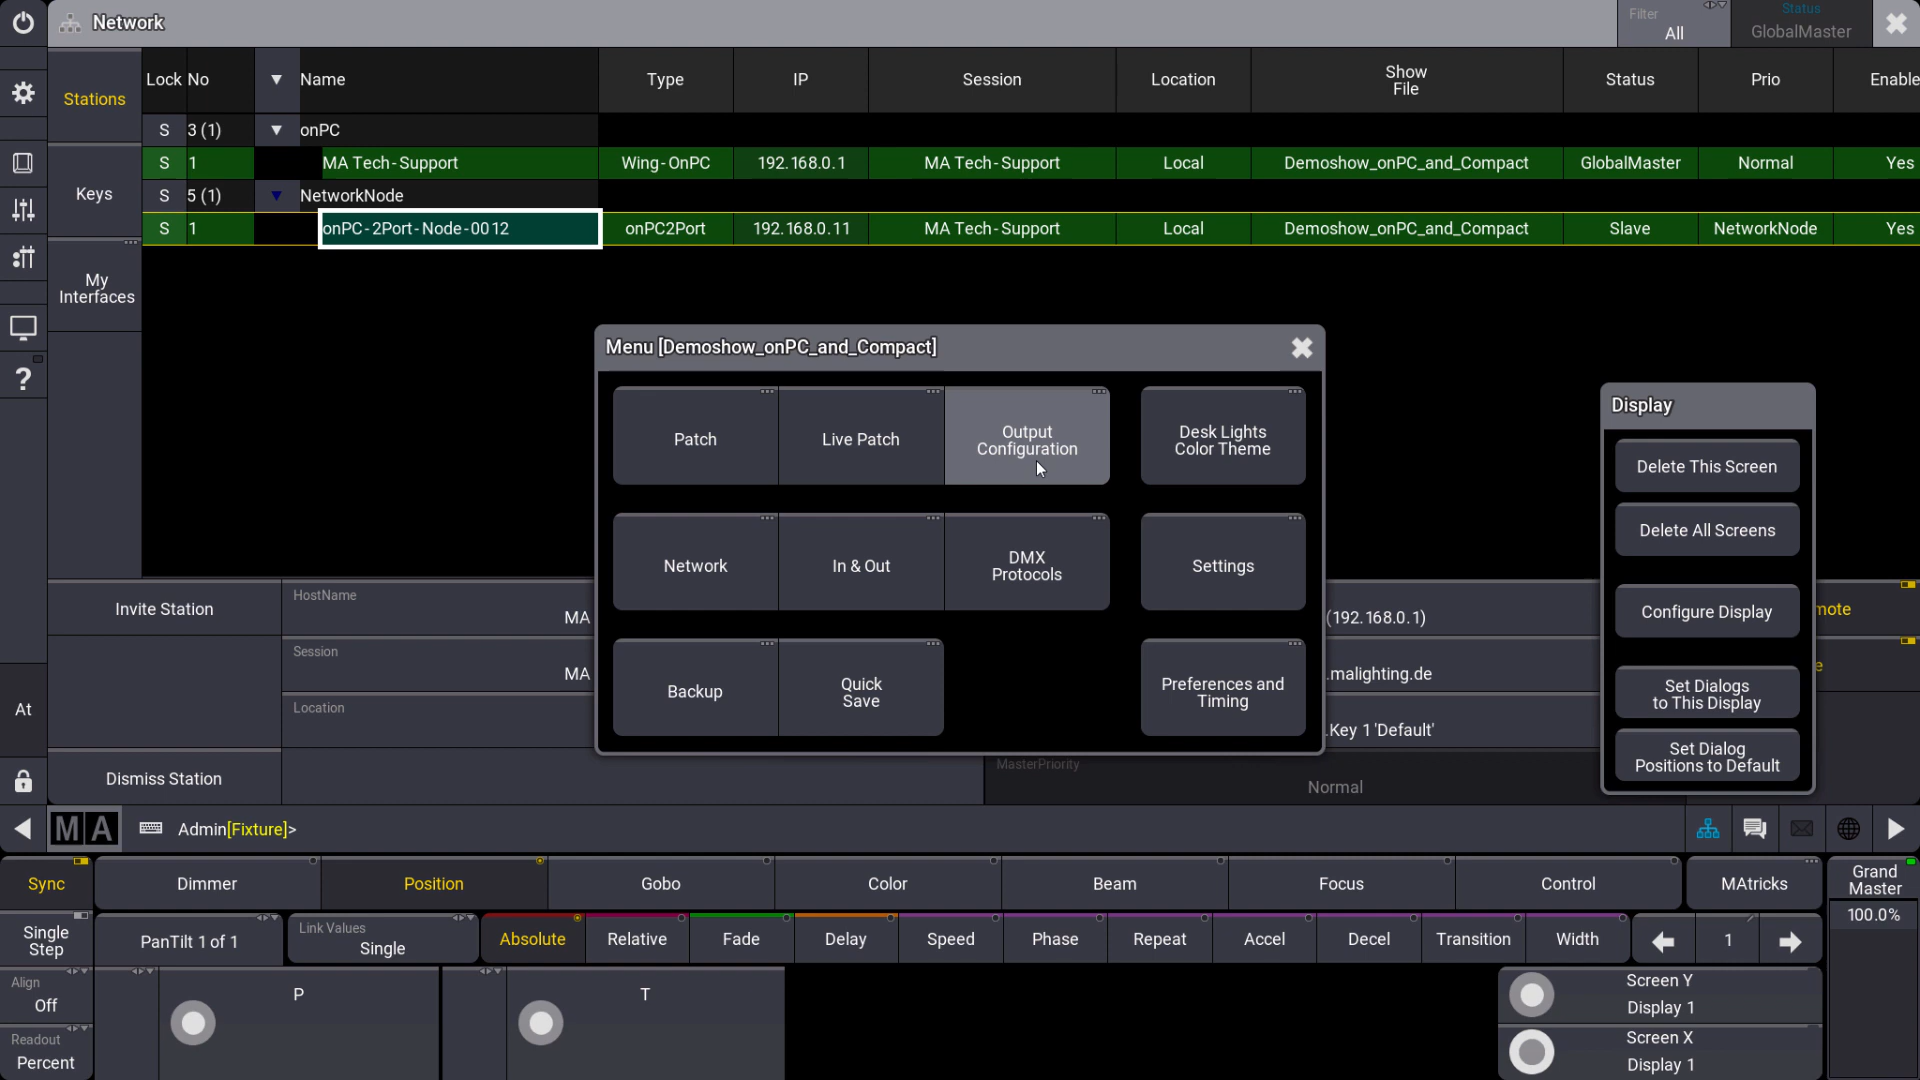 Network
Filter
All
Status
GlobalMaster
Stations
Keys
My
Interfaces
Lock No Name Type IP Session Location Show File Status Prio Enable
S 3 (1) onPC
S 1 MA Tech-Support Wing-OnPC 192.168.0.1 MA Tech-Support Local Demoshow_onPC_and_Compact GlobalMaster Normal Yes
S 5 (1) NetworkNode
S 1 onPC-2Port-Node-0012 onPC2Port 192.168.0.11 MA Tech-Support Local Demoshow_onPC_and_Compact Slave NetworkNode Yes
Menu [Demoshow_onPC_and_Compact]
Patch
Live Patch
Output
Configuration
Desk Lights
Color Theme
Network
In & Out
DMX
Protocols
Settings
Backup
Quick
Save
Preferences and
Timing
Display
Delete This Screen
Delete All Screens
Configure Display
Set Dialogs
to This Display
Set Dialog
Positions to Default
Invite Station
HostName
MA
(192.168.0.1)
mote
Session
MA
.malighting.de
e
Location
.Key 1 'Default'
Dismiss Station
MasterPriority
Normal
At
?
MA
Admin[Fixture]>
Sync
Dimmer
Position
Gobo
Color
Beam
Focus
Control
MAtricks
Grand
Master
100.0%
Single
Step
PanTilt 1 of 1
Link Values
Single
Absolute
Relative
Fade
Delay
Speed
Phase
Repeat
Accel
Decel
Transition
Width
1
Align
Off
P
T
Screen Y
Display 1
Readout
Percent
Screen X
Display 1